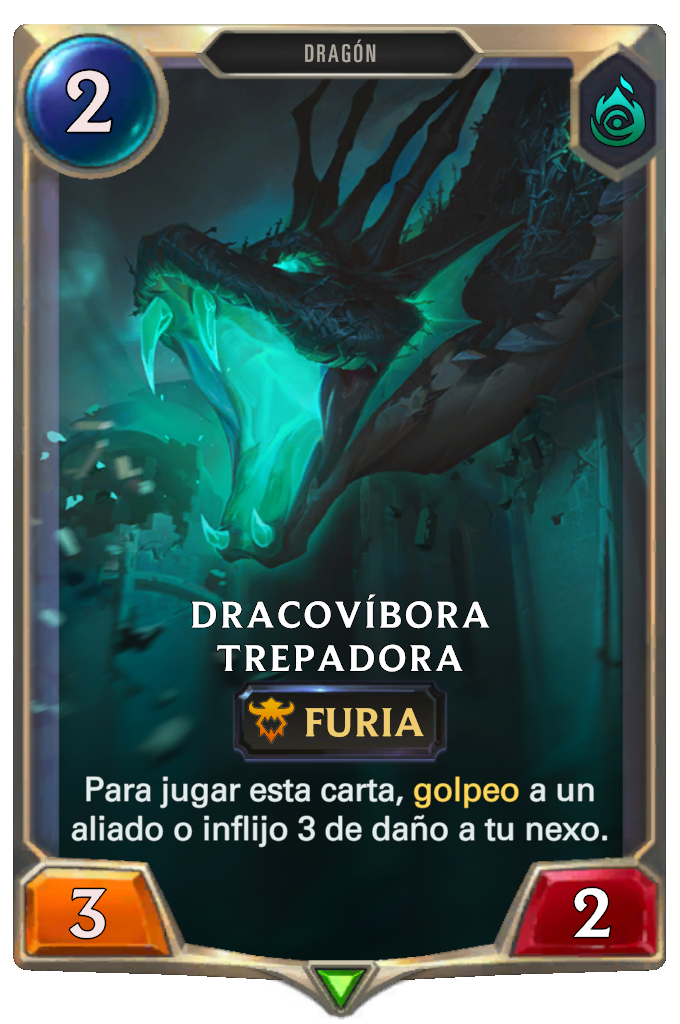 DRAGÓN
2
DRACOVÍBORA
TREPADORA
FURIA
Para jugar esta carta, golpeo a un
aliado o inflijo 3 de daño a tu nexo.
3
2